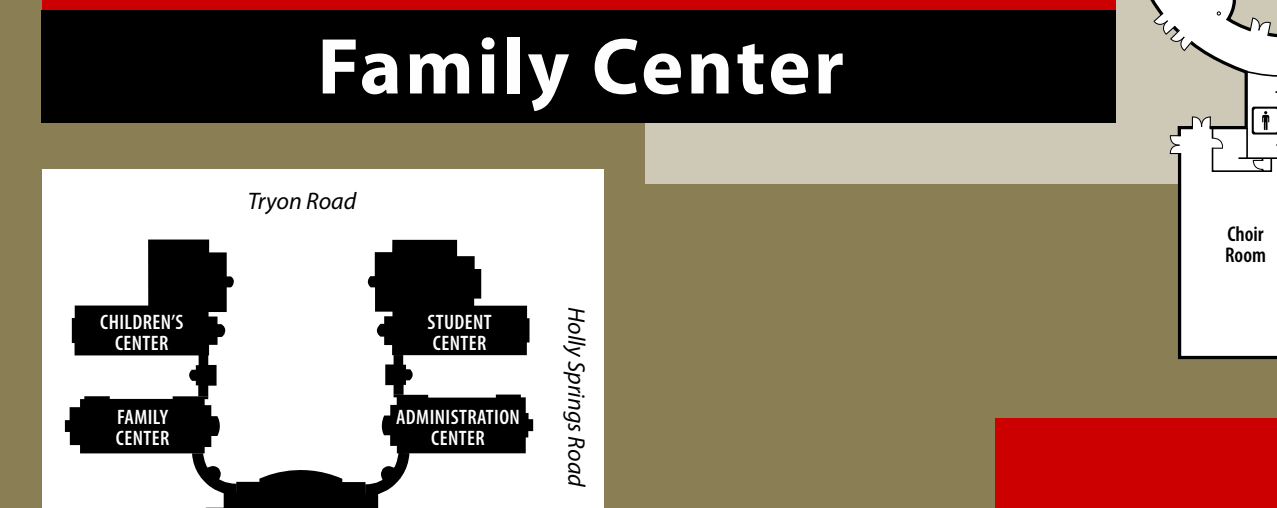 Family Center
Tryon Road
CHILDREN'S
CENTER
STUDENT
CENTER
Holly Springs Road
FAMILY
CENTER
ADMINISTRATION
CENTER
Choir
Room